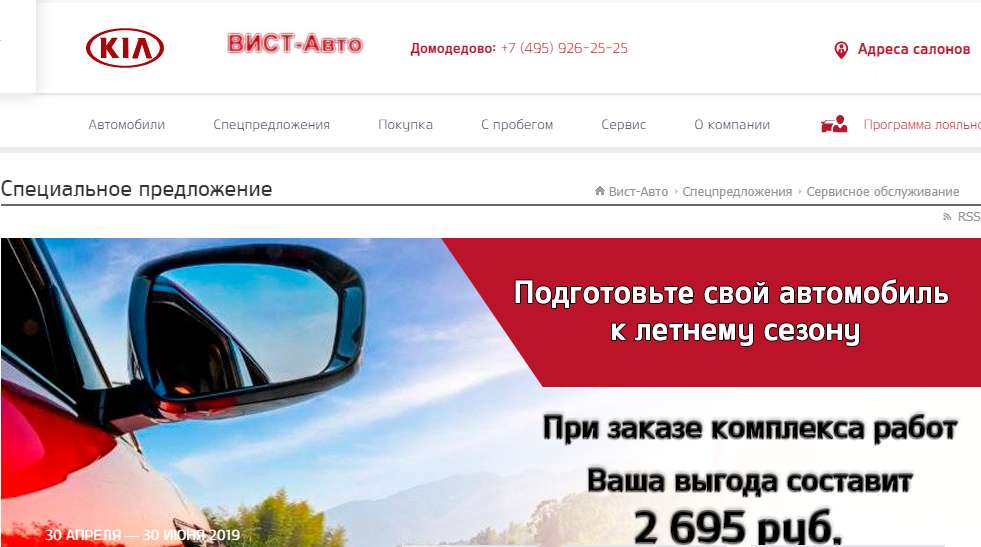 KIA
ВИСТ-Авто
Домодедово: +7 (495) 926-25-25
Адреса салонов
Автомобили Спецпредложения Покупка С пробегом Сервис О компании Программа лояльно
Специальное предложение
Вист-Авто › Спецпредложения › Сервисное обслуживание
RSS
Подготовьте свой автомобиль
к летнему сезону
При заказе комплекса работ
Ваша выгода составит
2 695 руб.
30 АПРЕЛЯ — 30 ИЮНЯ 2019